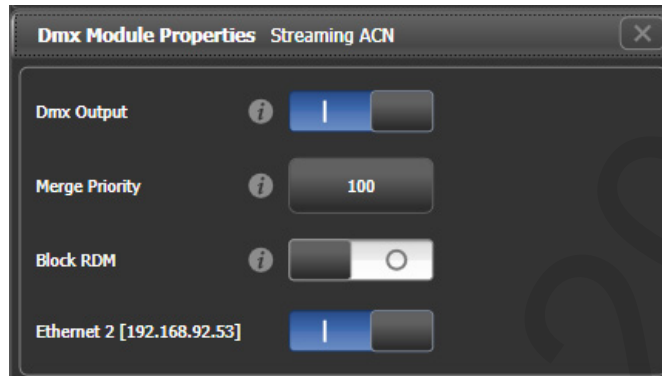 Dmx Module Properties Streaming ACN
Dmx Output
Merge Priority 100
Block RDM
Ethernet 2 [192.168.92.53]